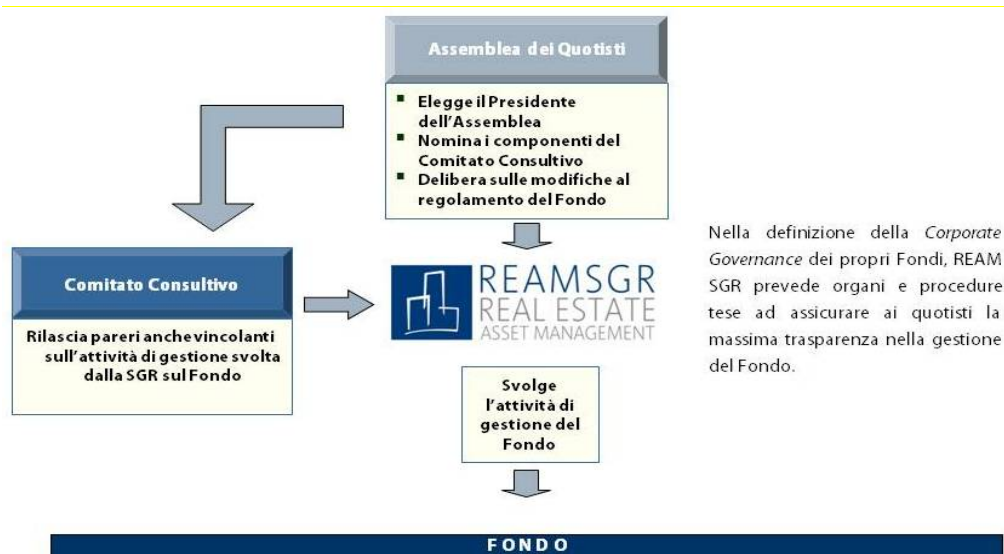 Assemblea dei Quotisti
▪ Elegge il Presidente
dell'Assemblea
▪ Nomina i componenti del
Comitato Consultivo
▪ Delibera sulle modifiche al
regolamento del Fondo
Comitato Consultivo
Rilascia pareri anche vincolanti
sull'attività di gestione svolta
dalla SGR sul Fondo
REAMSGR
REAL ESTATE
ASSET MANAGEMENT
Nella definizione della Corporate
Governance dei propri Fondi, REAM
SGR prevede organi e procedure
tese ad assicurare ai quotisti la
massima trasparenza nella gestione
del Fondo.
Svolge
l'attività di
gestione del
Fondo
FONDO